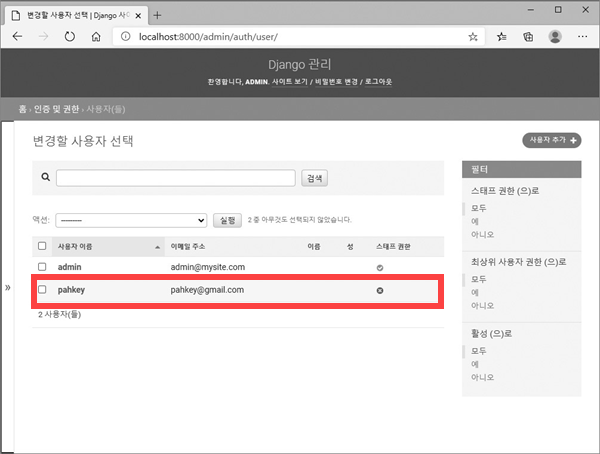 변경할 사용자 선택 | Django 사이
localhost:8000/admin/auth/user/
Django 관리
환영합니다, ADMIN. 사이트 보기 / 비밀번호 변경 / 로그아웃
홈 › 인증 및 권한 › 사용자(들)
변경할 사용자 선택
사용자 추가 +
검색
액션: --------- 실행 2 중 아무것도 선택되지 않았습니다.
사용자 이름 이메일 주소 이름 성 스태프 권한
admin admin@mysite.com
pahkey pahkey@gmail.com
2 사용자(들)
필터
스태프 권한 (으)로
모두
예
아니오
최상위 사용자 권한 (으)로
모두
예
아니오
활성 (으)로
모두
예
아니오
»